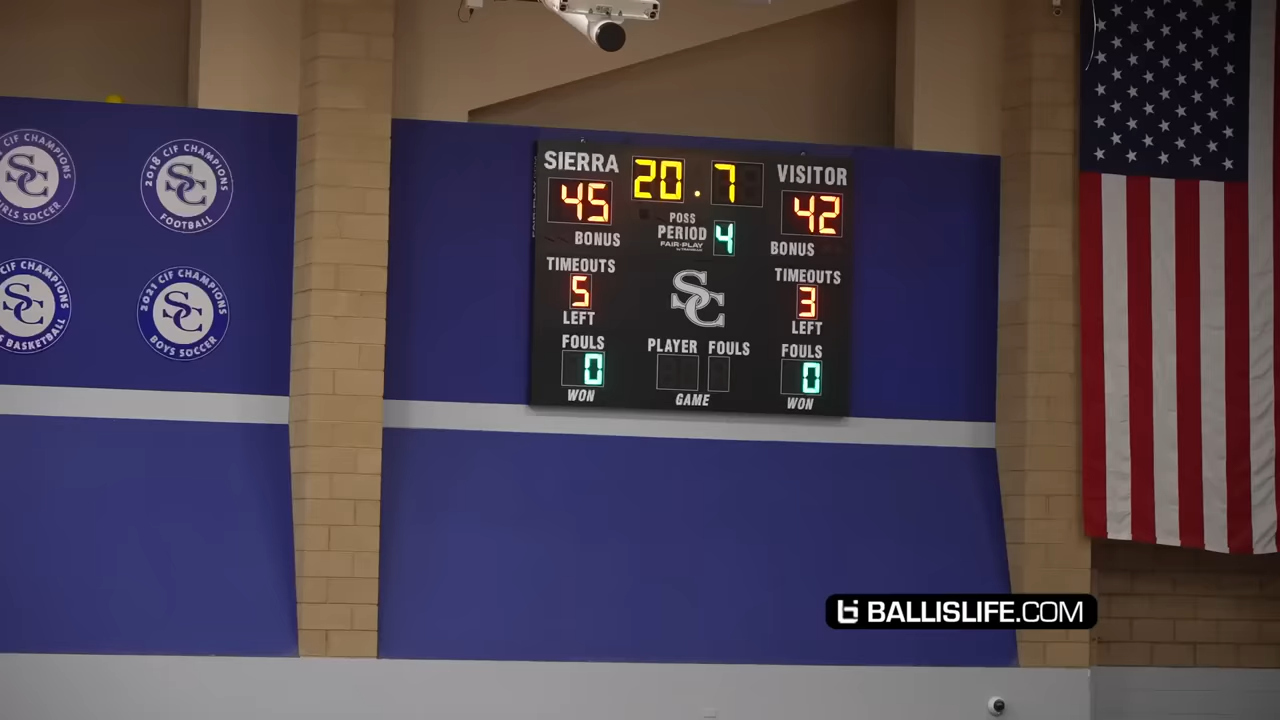 CIF CHAMPIONS
SC
GIRLS SOCCER
2018 CIF CHAMPIONS
SC
FOOTBALL
CIF CHAMPIONS
SC
BASKETBALL
2021 CIF CHAMPIONS
SC
BOYS SOCCER
SIERRA 20.7 VISITOR
45 42
POSS
BONUS PERIOD 4 BONUS
FAIR-PLAY
TIMEOUTS TIMEOUTS
5 SC 3
LEFT LEFT
FOULS PLAYER FOULS FOULS
0 0
WON GAME WON
BALLISLIFE.COM